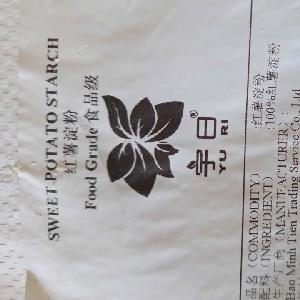 SWEET POTATO STARCH
红薯淀粉
Food Grade 食品级
宇日®
YU RI
品名 (COMMODITY) :红薯淀粉
配料 (INGREDIENT) :100%红薯淀粉
生产厂商 (MANUFACTURER) :
Hao Minh Tien Trading Service Co., Ltd